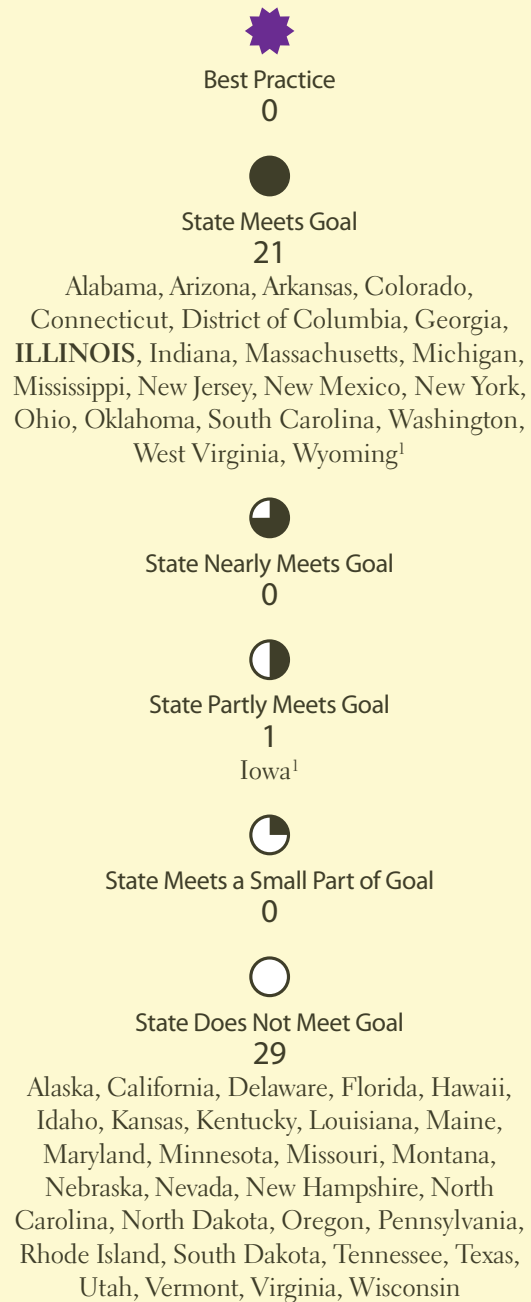 Best Practice
0
State Meets Goal
21
Alabama, Arizona, Arkansas, Colorado,
Connecticut, District of Columbia, Georgia,
ILLINOIS, Indiana, Massachusetts, Michigan,
Mississippi, New Jersey, New Mexico, New York,
Ohio, Oklahoma, South Carolina, Washington,
West Virginia, Wyoming¹
State Nearly Meets Goal
0
State Partly Meets Goal
1
Iowa¹
State Meets a Small Part of Goal
0
State Does Not Meet Goal
29
Alaska, California, Delaware, Florida, Hawaii,
Idaho, Kansas, Kentucky, Louisiana, Maine,
Maryland, Minnesota, Missouri, Montana,
Nebraska, Nevada, New Hampshire, North
Carolina, North Dakota, Oregon, Pennsylvania,
Rhode Island, South Dakota, Tennessee, Texas,
Utah, Vermont, Virginia, Wisconsin